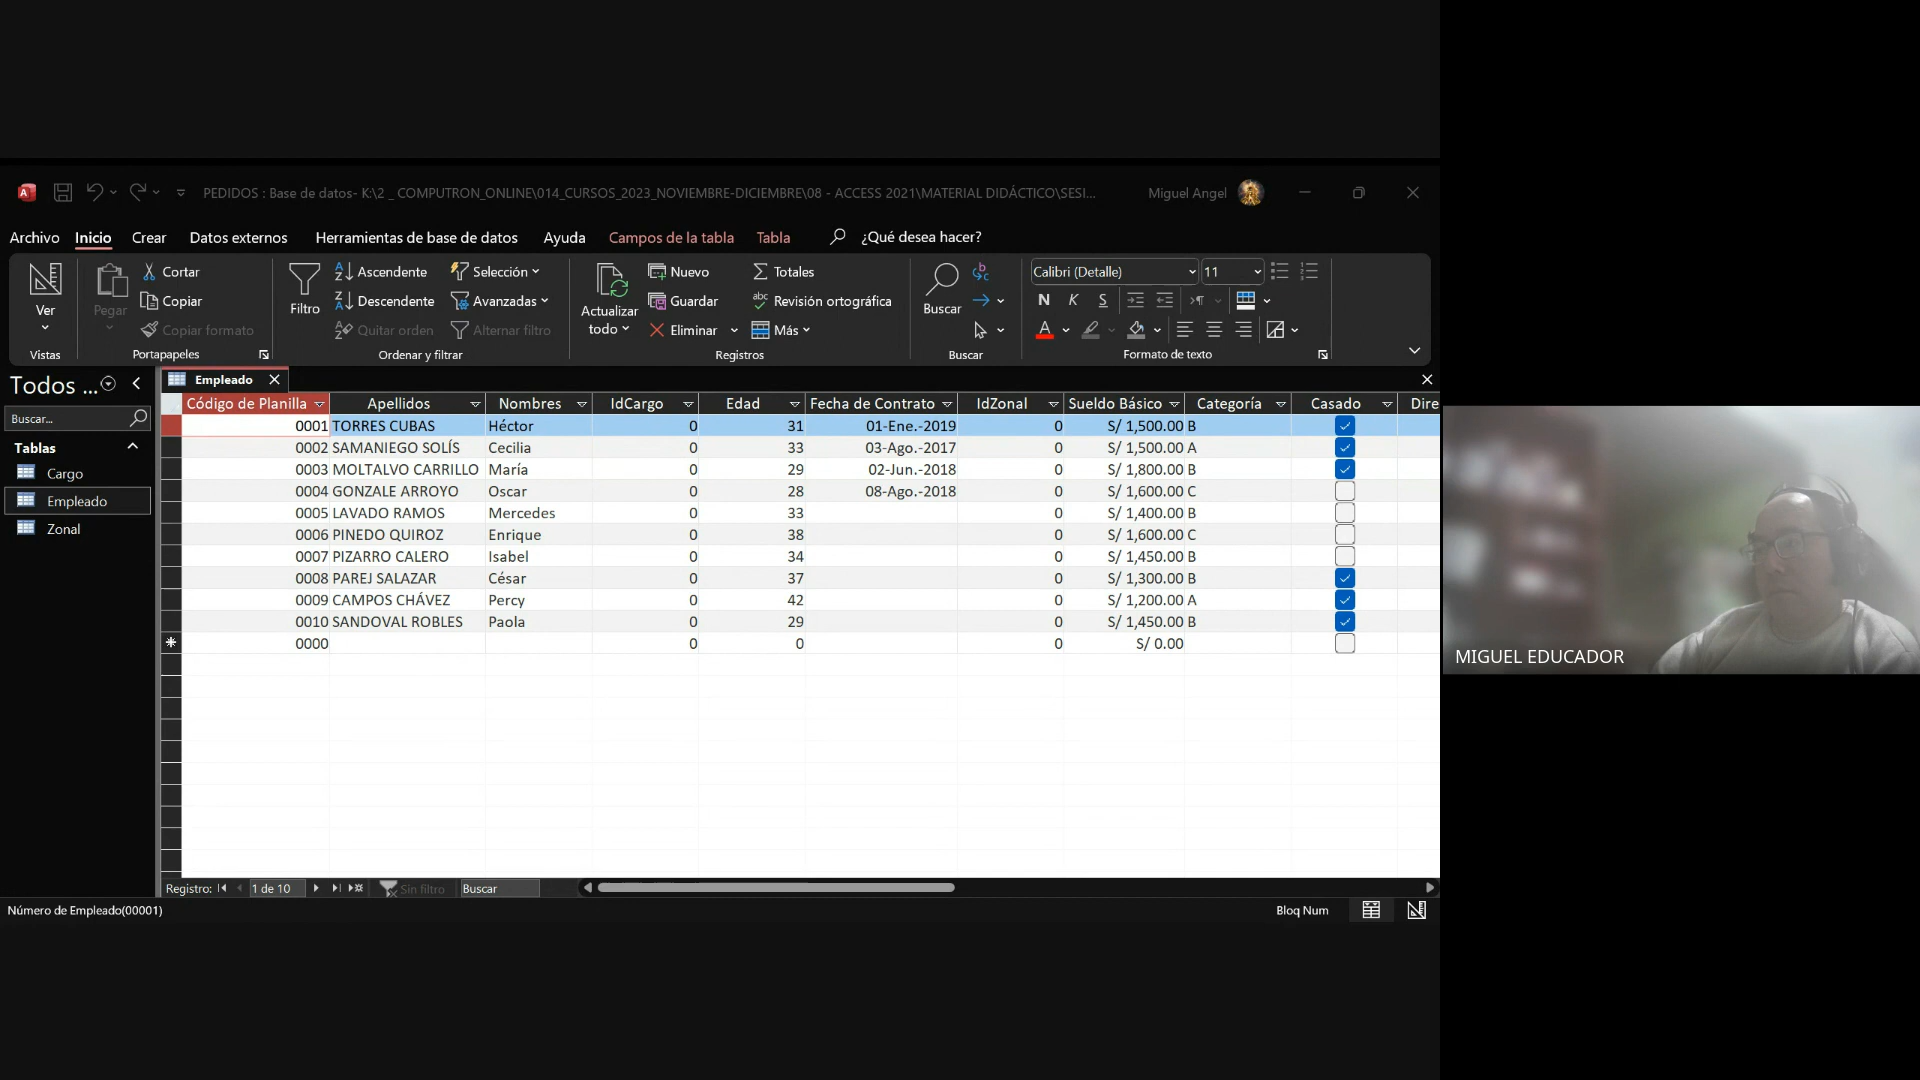 PEDIDOS : Base de datos- K:\2 _ COMPUTRON_ONLINE\014_CURSOS_2023_NOVIEMBRE-DICIEMBRE\08 - ACCESS 2021\MATERIAL DIDÁCTICO\SESI... Miguel Angel
Archivo Inicio Crear Datos externos Herramientas de base de datos Ayuda Campos de la tabla Tabla ¿Qué desea hacer?
Ver Pegar Cortar Filtro Ascendente Selección Actualizar todo Nuevo Totales Buscar Calibri (Detalle) 11
Copiar Descendente Avanzadas Guardar Revisión ortográfica N K S
Copiar formato Quitar orden Alternar filtro Eliminar Más A
Vistas Portapapeles Ordenar y filtrar Registros Buscar Formato de texto
Todos ... Empleado
Buscar...
Tablas
Cargo
Empleado
Zonal
Código de Planilla Apellidos Nombres IdCargo Edad Fecha de Contrato IdZonal Sueldo Básico Categoría Casado Dire
0001 TORRES CUBAS Héctor 0 31 01-Ene.-2019 0 S/ 1,500.00 B
0002 SAMANIEGO SOLÍS Cecilia 0 33 03-Ago.-2017 0 S/ 1,500.00 A
0003 MOLTALVO CARRILLO María 0 29 02-Jun.-2018 0 S/ 1,800.00 B
0004 GONZALE ARROYO Oscar 0 28 08-Ago.-2018 0 S/ 1,600.00 C
0005 LAVADO RAMOS Mercedes 0 33 0 S/ 1,400.00 B
0006 PINEDO QUIROZ Enrique 0 38 0 S/ 1,600.00 C
0007 PIZARRO CALERO Isabel 0 34 0 S/ 1,450.00 B
0008 PAREJ SALAZAR César 0 37 0 S/ 1,300.00 B
0009 CAMPOS CHÁVEZ Percy 0 42 0 S/ 1,200.00 A
0010 SANDOVAL ROBLES Paola 0 29 0 S/ 1,450.00 B
0000 0 0 0 S/ 0.00
Registro: 1 de 10 Sin filtro Buscar
Número de Empleado(00001) Bloq Num
MIGUEL EDUCADOR